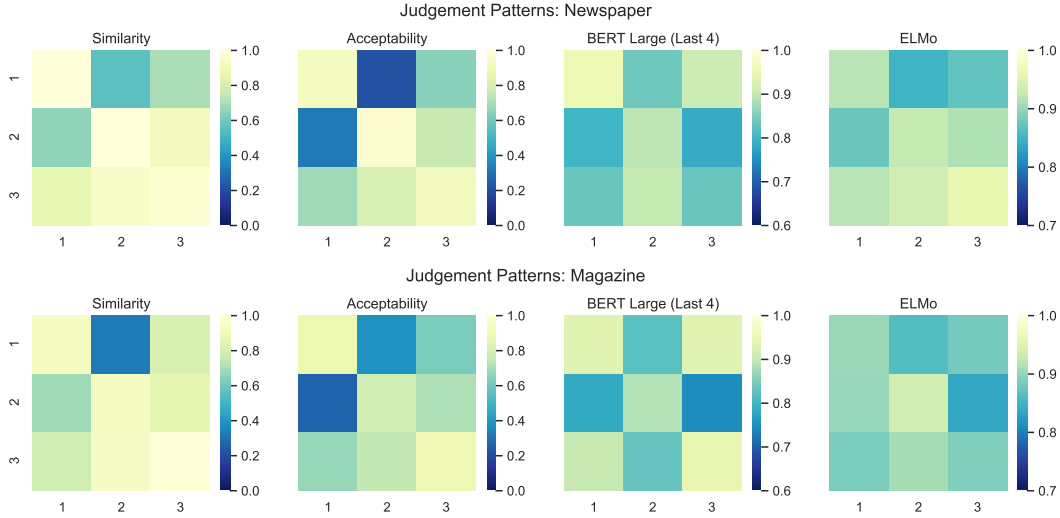 Judgement Patterns: Newspaper
Similarity Acceptability BERT Large (Last 4) ELMo
1 1.0 1.0 1.0 1.0
0.8 0.8 0.9 0.9
2 0.6 0.6 0.8 0.8
0.4 0.4
0.2 0.2 0.7
3 0.0 0.0 0.6 0.7
1 2 3 1 2 3 1 2 3 1 2 3
Judgement Patterns: Magazine
Similarity Acceptability BERT Large (Last 4) ELMo
1 1.0 1.0 1.0 1.0
0.8 0.8 0.9 0.9
2 0.6 0.6 0.8 0.8
0.4 0.4
0.2 0.2 0.7
3 0.0 0.0 0.6 0.7
1 2 3 1 2 3 1 2 3 1 2 3